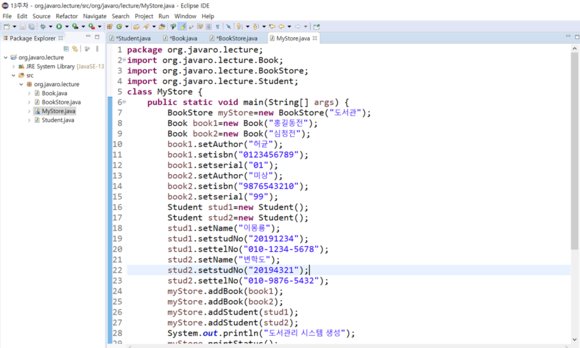 13주차 - org.javaro.lecture/src/org/javaro/lecture/MyStore.java - Eclipse IDE
File Edit Source Refactor Navigate Search Project Run Window Help
Package Explorer
*Student.java
*Book.java
*BookStore.java
MyStore.java
org.javaro.lecture
JRE System Library [JavaSE-13
src
org.javaro.lecture
Book.java
BookStore.java
MyStore.java
Student.java
1 package org.javaro.lecture;
2 import org.javaro.lecture.Book;
3 import org.javaro.lecture.BookStore;
4 import org.javaro.lecture.Student;
5 class MyStore {
6 public static void main(String[] args) {
7 BookStore myStore=new BookStore("도서관");
8 Book book1=new Book("홍길동전");
9 Book book2=new Book("심청전");
10 book1.setAuthor("허균");
11 book1.setisbn("0123456789");
12 book1.setserial("01");
13 book2.setAuthor("미상");
14 book2.setisbn("9876543210");
15 book2.setserial("99");
16 Student stud1=new Student();
17 Student stud2=new Student();
18 stud1.setName("이몽룡");
19 stud1.setstudNo("20191234");
20 stud1.settelNo("010-1234-5678");
21 stud2.setName("변학도");
22 stud2.setstudNo("20194321");
23 stud2.settelNo("010-9876-5432");
24 myStore.addBook(book1);
25 myStore.addBook(book2);
26 myStore.addStudent(stud1);
27 myStore.addStudent(stud2);
28 System.out.println("도서관리 시스템 생성");
29 myStore.printStatus();